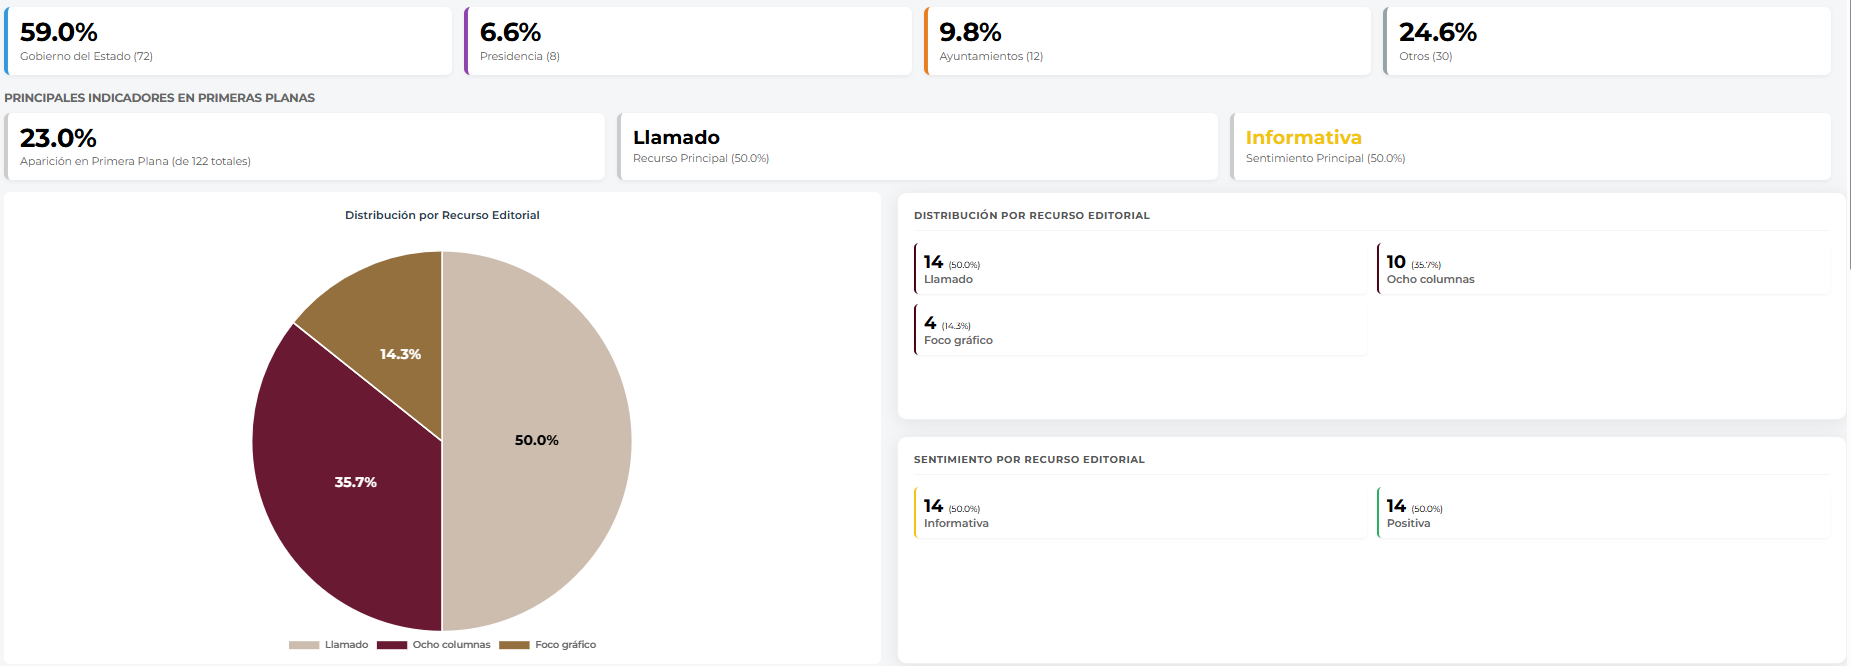 59.0%
Gobierno del Estado (72)
6.6%
Presidencia (8)
9.8%
Ayuntamientos (12)
24.6%
Otros (30)
PRINCIPALES INDICADORES EN PRIMERAS PLANAS
23.0%
Aparición en Primera Plana (de 122 totales)
Llamado
Recurso Principal (50.0%)
Informativa
Sentimiento Principal (50.0%)
Distribución por Recurso Editorial
14.3%
50.0%
35.7%
Llamado Ocho columnas Foco gráfico
DISTRIBUCIÓN POR RECURSO EDITORIAL
14 (50.0%)
Llamado
10 (35.7%)
Ocho columnas
4 (14.3%)
Foco gráfico
SENTIMIENTO POR RECURSO EDITORIAL
14 (50.0%)
Informativa
14 (50.0%)
Positiva